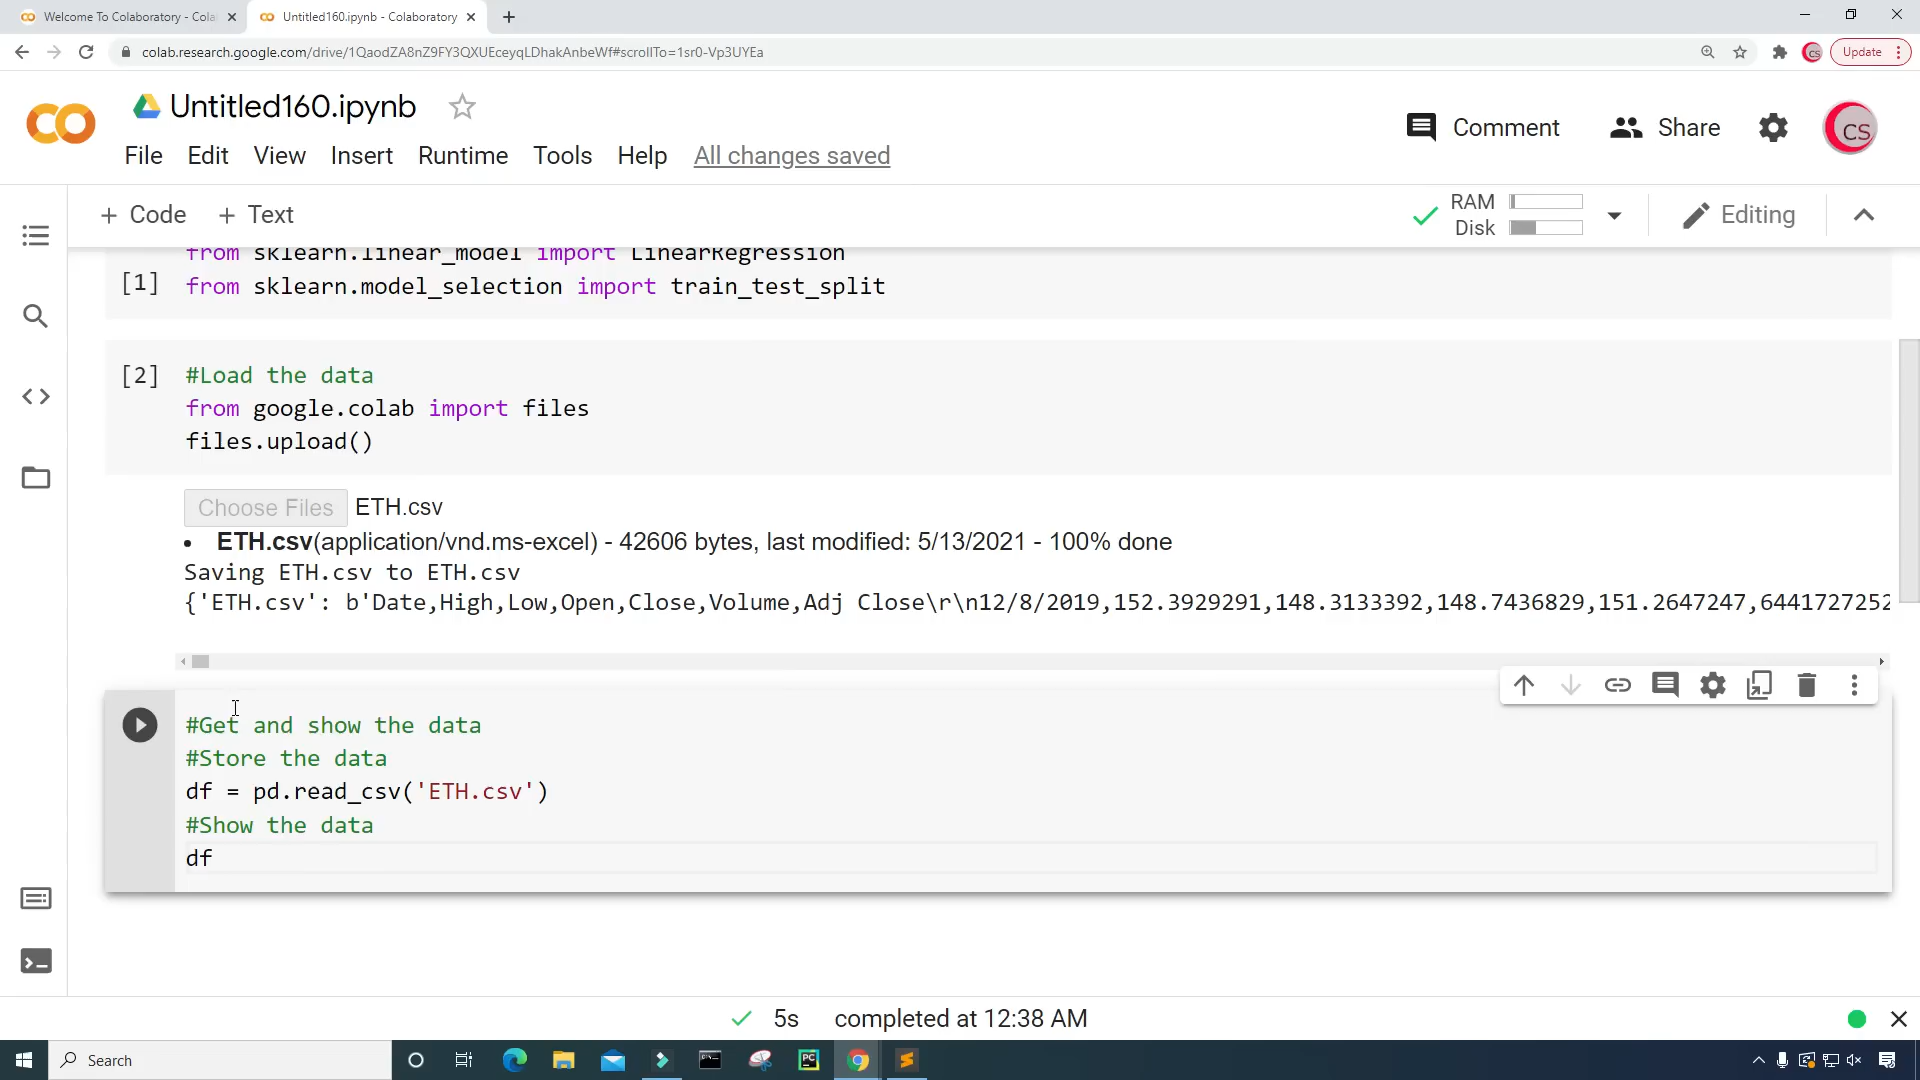 Welcome To Colaboratory - Cola
Untitled160.ipynb - Colaboratory
colab.research.google.com/drive/1QaodZA8nZ9FY3QXUEceyqLDhakAnbeWf#scrollTo=1sr0-Vp3UYEa
CS
Update
CO
Untitled160.ipynb
Comment
Share
CS
File Edit View Insert Runtime Tools Help All changes saved
+ Code + Text
RAM
Disk
Editing
from sklearn.linear_model import LinearRegression
[1] from sklearn.model_selection import train_test_split
[2] #Load the data
from google.colab import files
files.upload()
Choose Files ETH.csv
• ETH.csv(application/vnd.ms-excel) - 42606 bytes, last modified: 5/13/2021 - 100% done
Saving ETH.csv to ETH.csv
{'ETH.csv': b'Date,High,Low,Open,Close,Volume,Adj Close\r\n12/8/2019,152.3929291,148.3133392,148.7436829,151.2647247,6441727252
#Get and show the data
#Store the data
df = pd.read_csv('ETH.csv')
#Show the data
df
5s completed at 12:38 AM
Search
PC